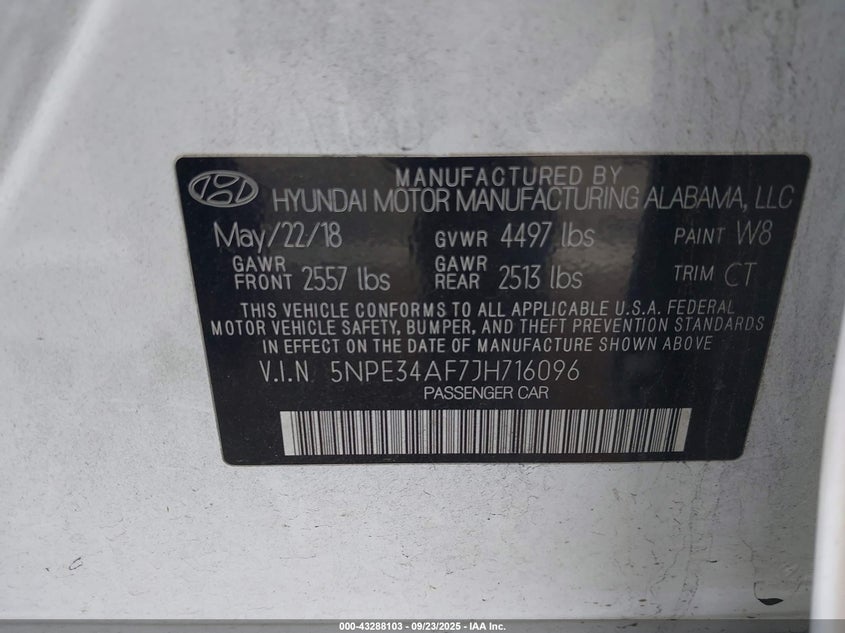 MANUFACTURED BY
HYUNDAI MOTOR MANUFACTURING ALABAMA, LLC
May/22/18 GVWR 4497 lbs PAINT W8
GAWR FRONT 2557 lbs GAWR REAR 2513 lbs TRIM CT
THIS VEHICLE CONFORMS TO ALL APPLICABLE U.S.A. FEDERAL
MOTOR VEHICLE SAFETY, BUMPER, AND THEFT PREVENTION STANDARDS
IN EFFECT ON THE DATE OF MANUFACTURE SHOWN ABOVE
V.I.N 5NPE34AF7JH716096
PASSENGER CAR
000-43288103 - 09/23/2025 - IAA Inc.